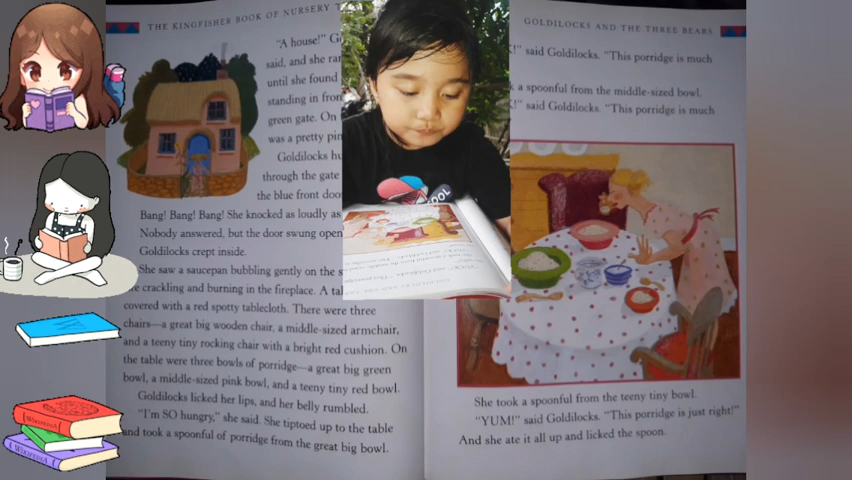 THE KINGFISHER BOOK OF NURSERY
"A house!"
said, and she ran
until she found
standing in fron
green gate. On
was a pretty pin
Goldilocks hu
through the gate
the blue front doo
Bang! Bang! Bang! She knocked as loudly as
Nobody answered, but the door swung open
Goldilocks crept inside.
She saw a saucepan bubbling gently on the s
crackling and burning in the fireplace. A ta
covered with a red spotty tablecloth. There were three
chairs—a great big wooden chair, a middle-sized armchair,
and a teeny tiny rocking chair with a bright red cushion. On
the table were three bowls of porridge—a great big green
bowl, a middle-sized pink bowl, and a teeny tiny red bowl.
Goldilocks licked her lips, and her belly rumbled.
"I'm SO hungry," she said. She tiptoed up to the table
and took a spoonful of porridge from the great big bowl.
GOLDILOCKS AND THE THREE BEARS
K!" said Goldilocks. "This porridge is much
k a spoonful from the middle-sized bowl.
K!" said Goldilocks. "This porridge is much
She took a spoonful from the teeny tiny bowl.
"YUM!" said Goldilocks. "This porridge is just right!"
And she ate it all up and licked the spoon.
W
WIKIPEDIA
WIKIPEDIA